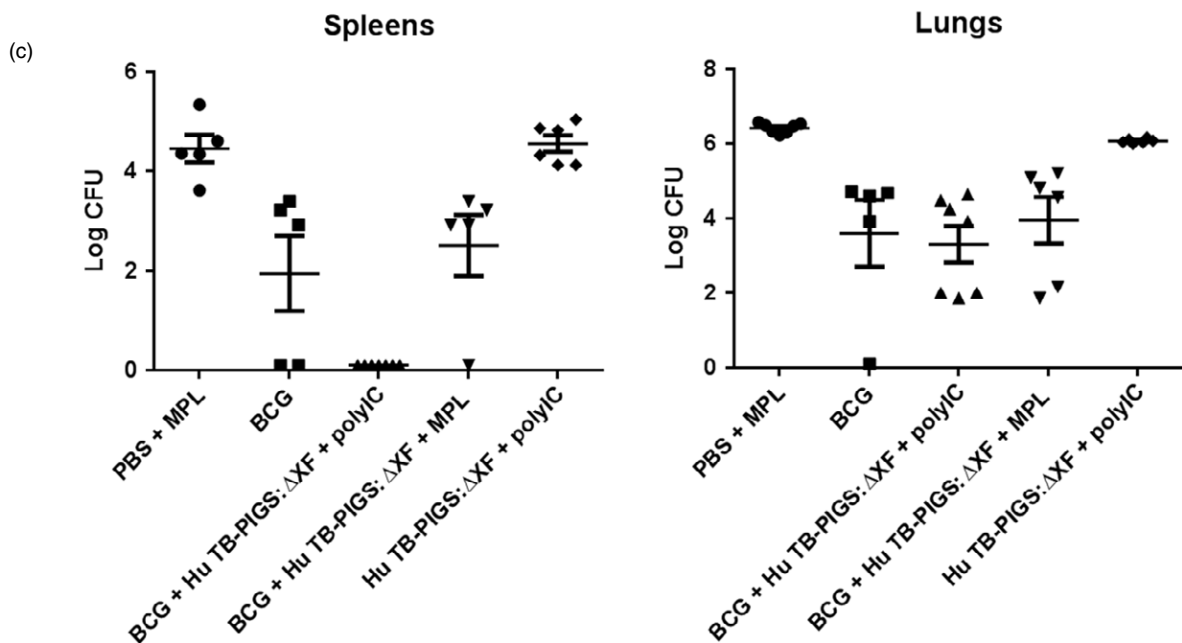 (c)
Spleens
Log CFU
6
4
2
0
PBS + MPL
BCG
BCG + Hu TB-PIGS:ΔXF + polyIC
BCG + Hu TB-PIGS:ΔXF + MPL
Hu TB-PIGS:ΔXF + polyIC
Lungs
Log CFU
8
6
4
2
0
PBS + MPL
BCG
BCG + Hu TB-PIGS:ΔXF + polyIC
BCG + Hu TB-PIGS:ΔXF + MPL
Hu TB-PIGS:ΔXF + polyIC